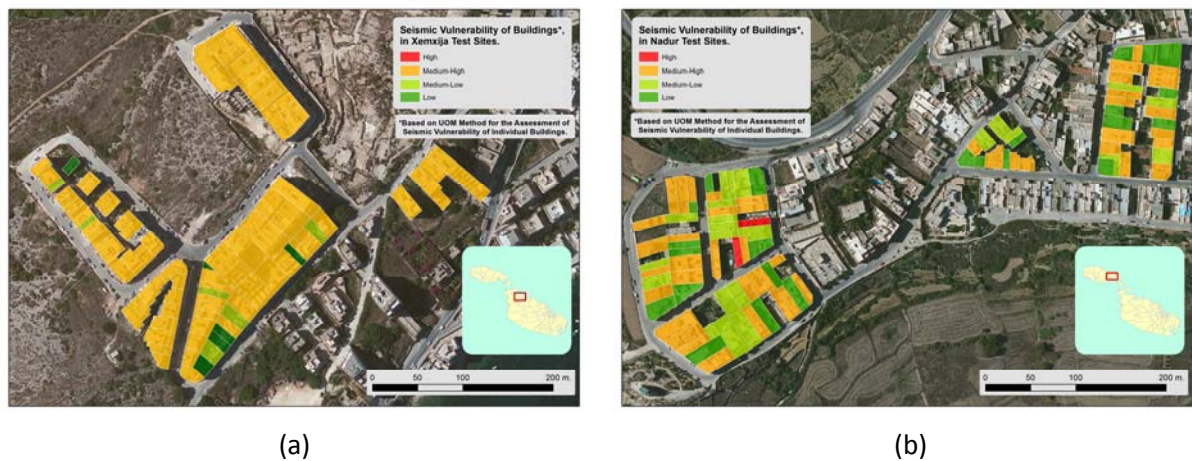 Seismic Vulnerability of Buildings*,
in Xemxija Test Sites.
High
Medium-High
Medium-Low
Low
*Based on UOM Method for the Assessment of
Seismic Vulnerability of Individual Buildings.
0 50 100 200 m.
(a)
Seismic Vulnerability of Buildings*,
in Nadur Test Sites.
High
Medium-High
Medium-Low
Low
*Based on UOM Method for the Assessment of
Seismic Vulnerability of Individual Buildings.
0 50 100 200 m.
(b)